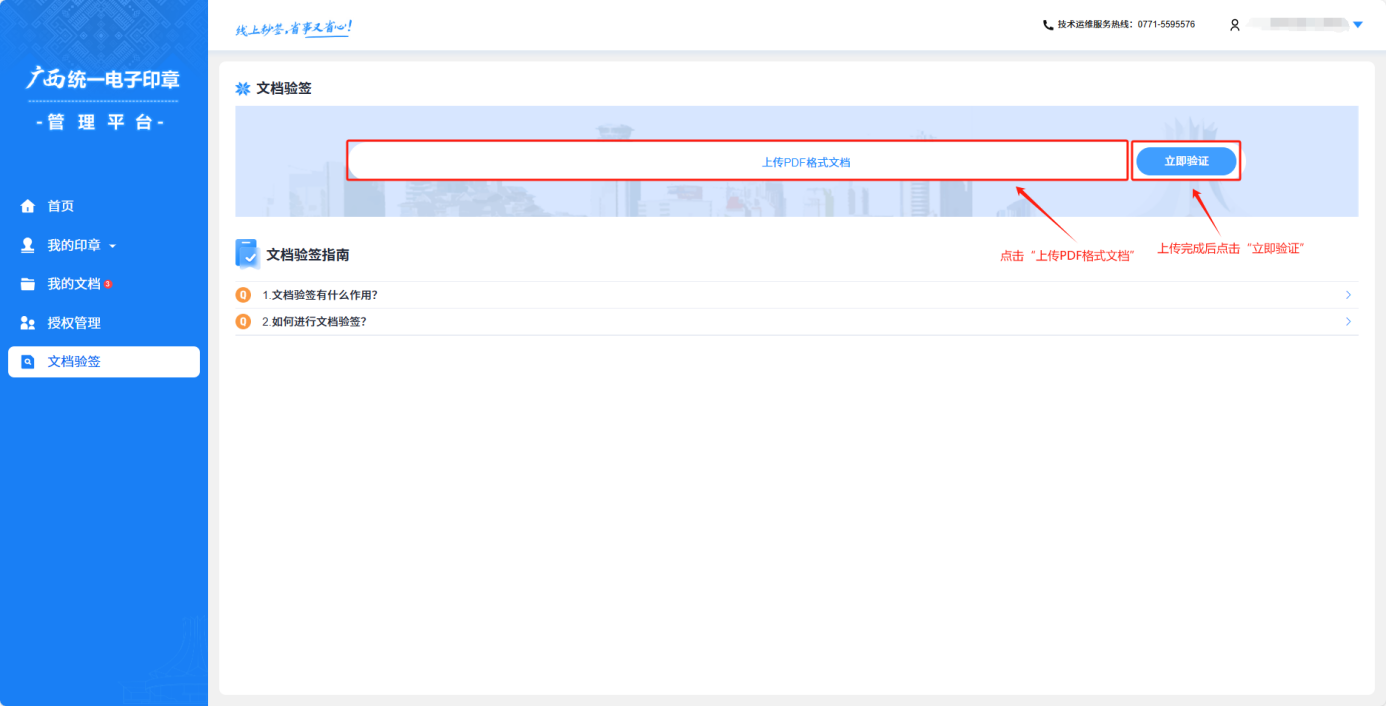 广西统一电子印章
-管理平台-
首页
我的印章
我的文档 3
授权管理
文档验签
线上秒签,省事又省心!
技术运维服务热线：0771-5595576
文档验签
上传PDF格式文档
立即验证
点击“上传PDF格式文档”
上传完成后点击“立即验证”
文档验签指南
Q 1.文档验签有什么作用?
Q 2.如何进行文档验签?